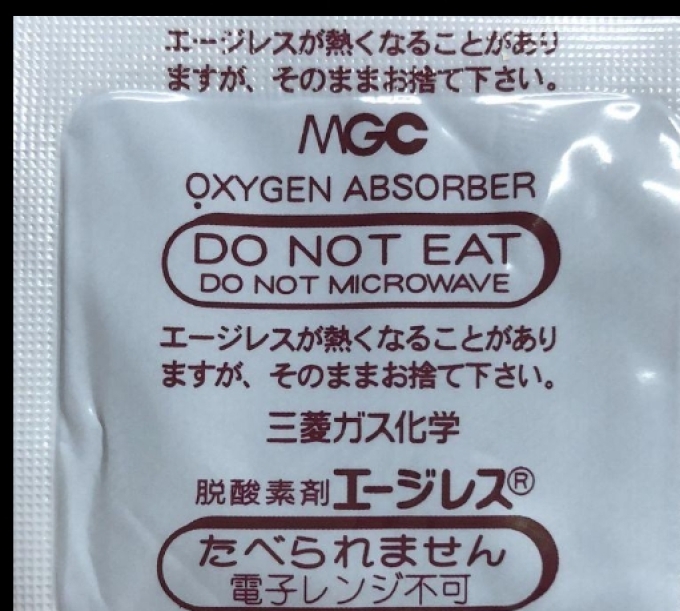 エージレスが熱くなることがあり
ますが、そのままお捨て下さい。
MGC
OXYGEN ABSORBER
DO NOT EAT
DO NOT MICROWAVE
エージレスが熱くなることがあり
ますが、そのままお捨て下さい。
三菱ガス化学
脱酸素剤エージレス®
たべられません
電子レンジ不可